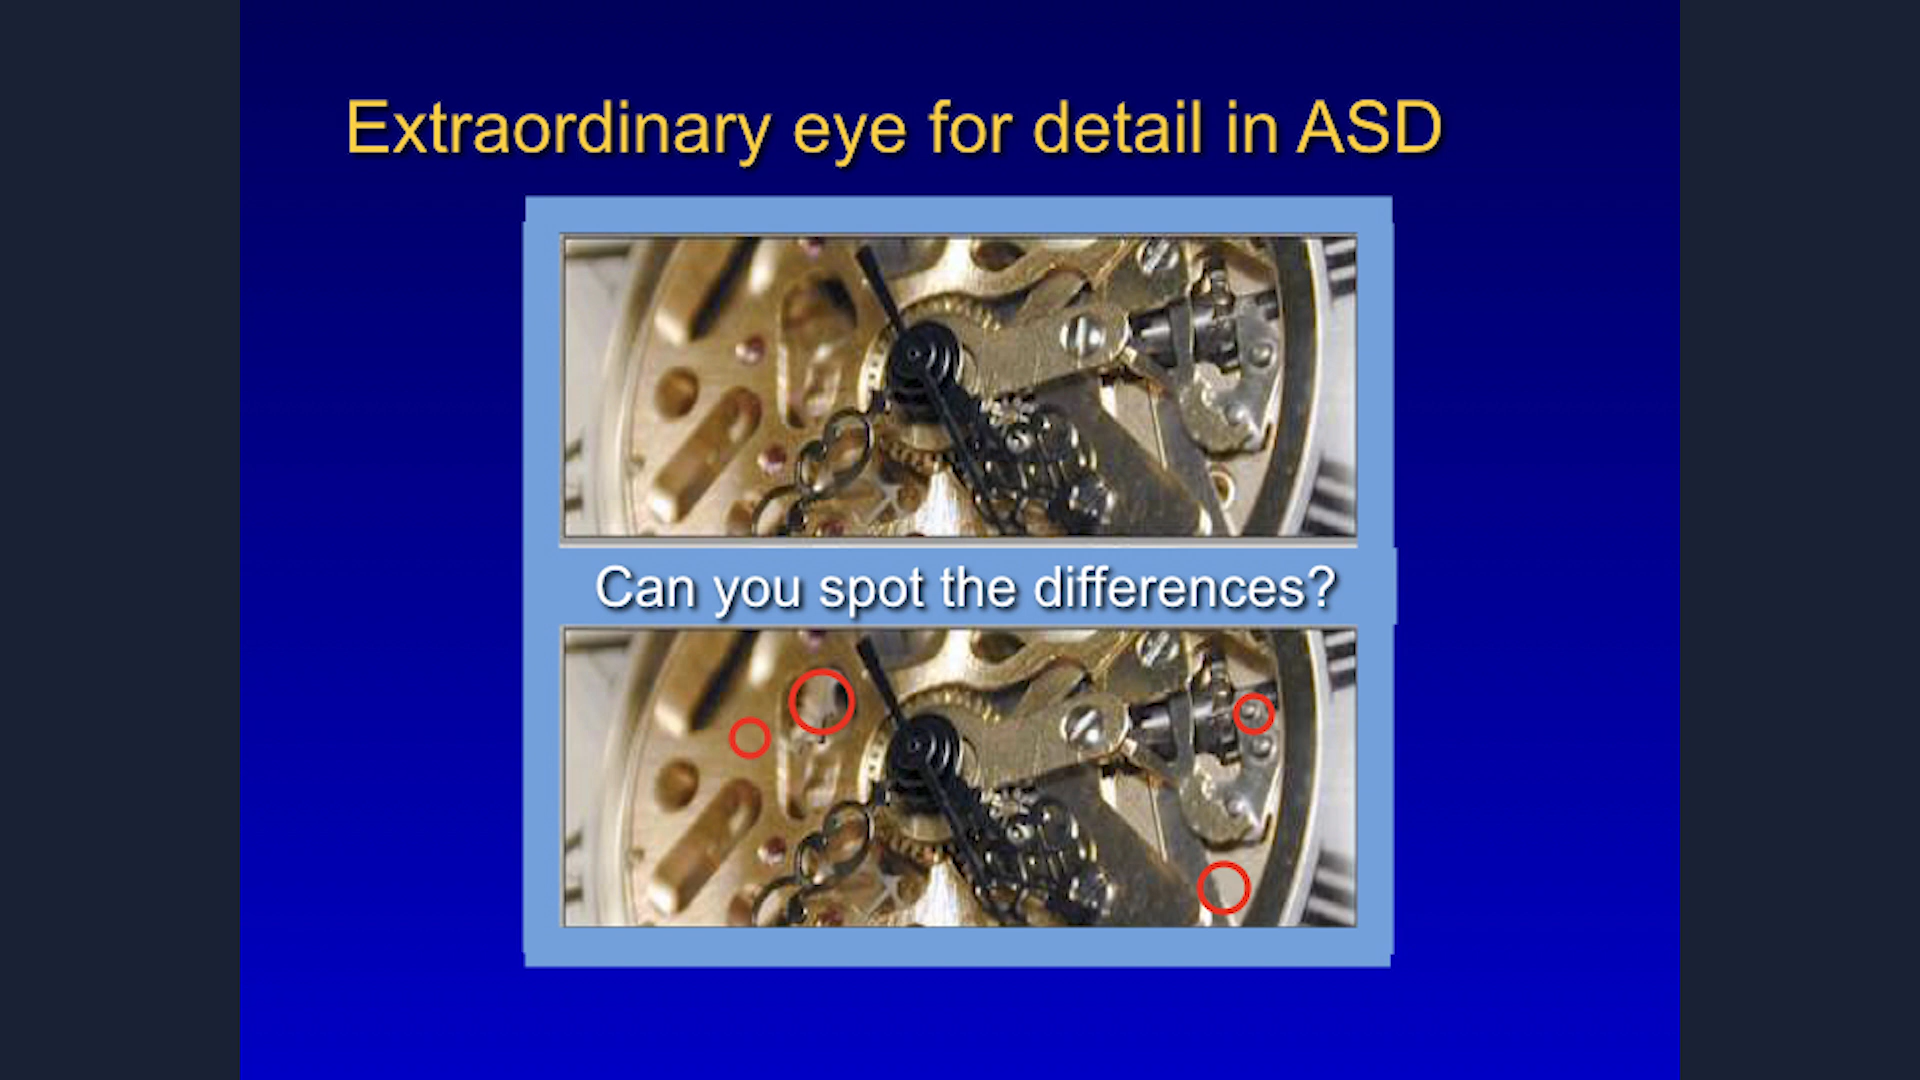 Extraordinary eye for detail in ASD
Can you spot the differences?